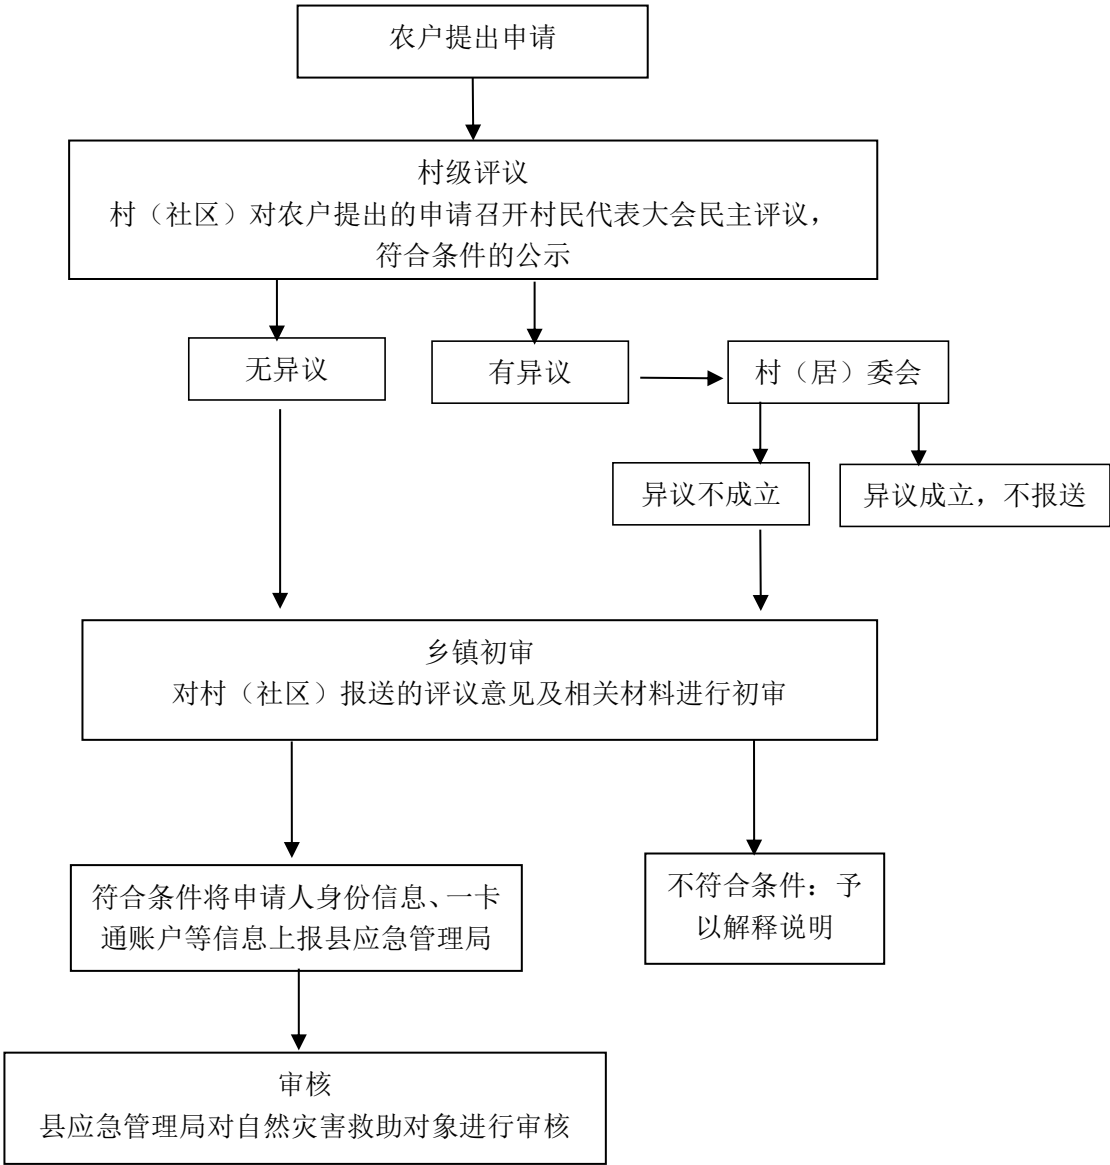 农户提出申请
村级评议
村（社区）对农户提出的申请召开村民代表大会民主评议，
符合条件的公示
无异议
有异议
村（居）委会
异议不成立
异议成立，不报送
乡镇初审
对村（社区）报送的评议意见及相关材料进行初审
符合条件将申请人身份信息、一卡
通账户等信息上报县应急管理局
不符合条件：予
以解释说明
审核
县应急管理局对自然灾害救助对象进行审核